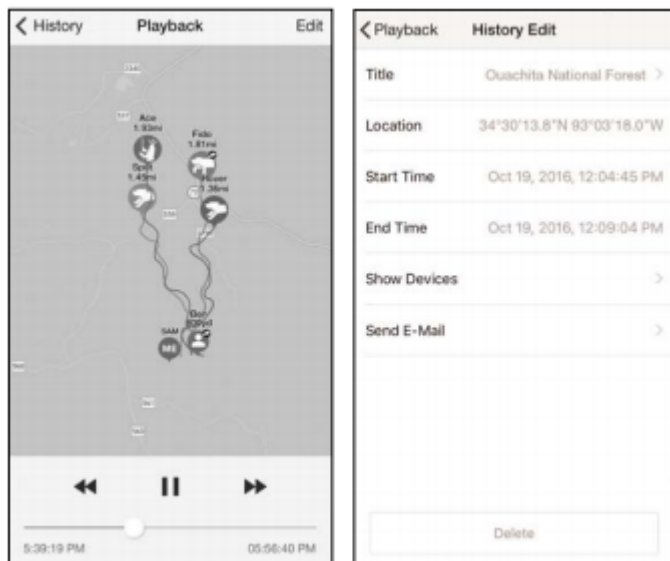 History Playback Edit
Ace
1.93mi
Fido
1.81mi
Spot
1.45mi
Rover
1.36mi
SAM
ME
5:39:19 PM 05:56:40 PM
Playback History Edit
Title Ouachita National Forest
Location 34°30'13.8"N 93°03'18.0"W
Start Time Oct 19, 2016, 12:04:45 PM
End Time Oct 19, 2016, 12:09:04 PM
Show Devices
Send E-Mail
Delete